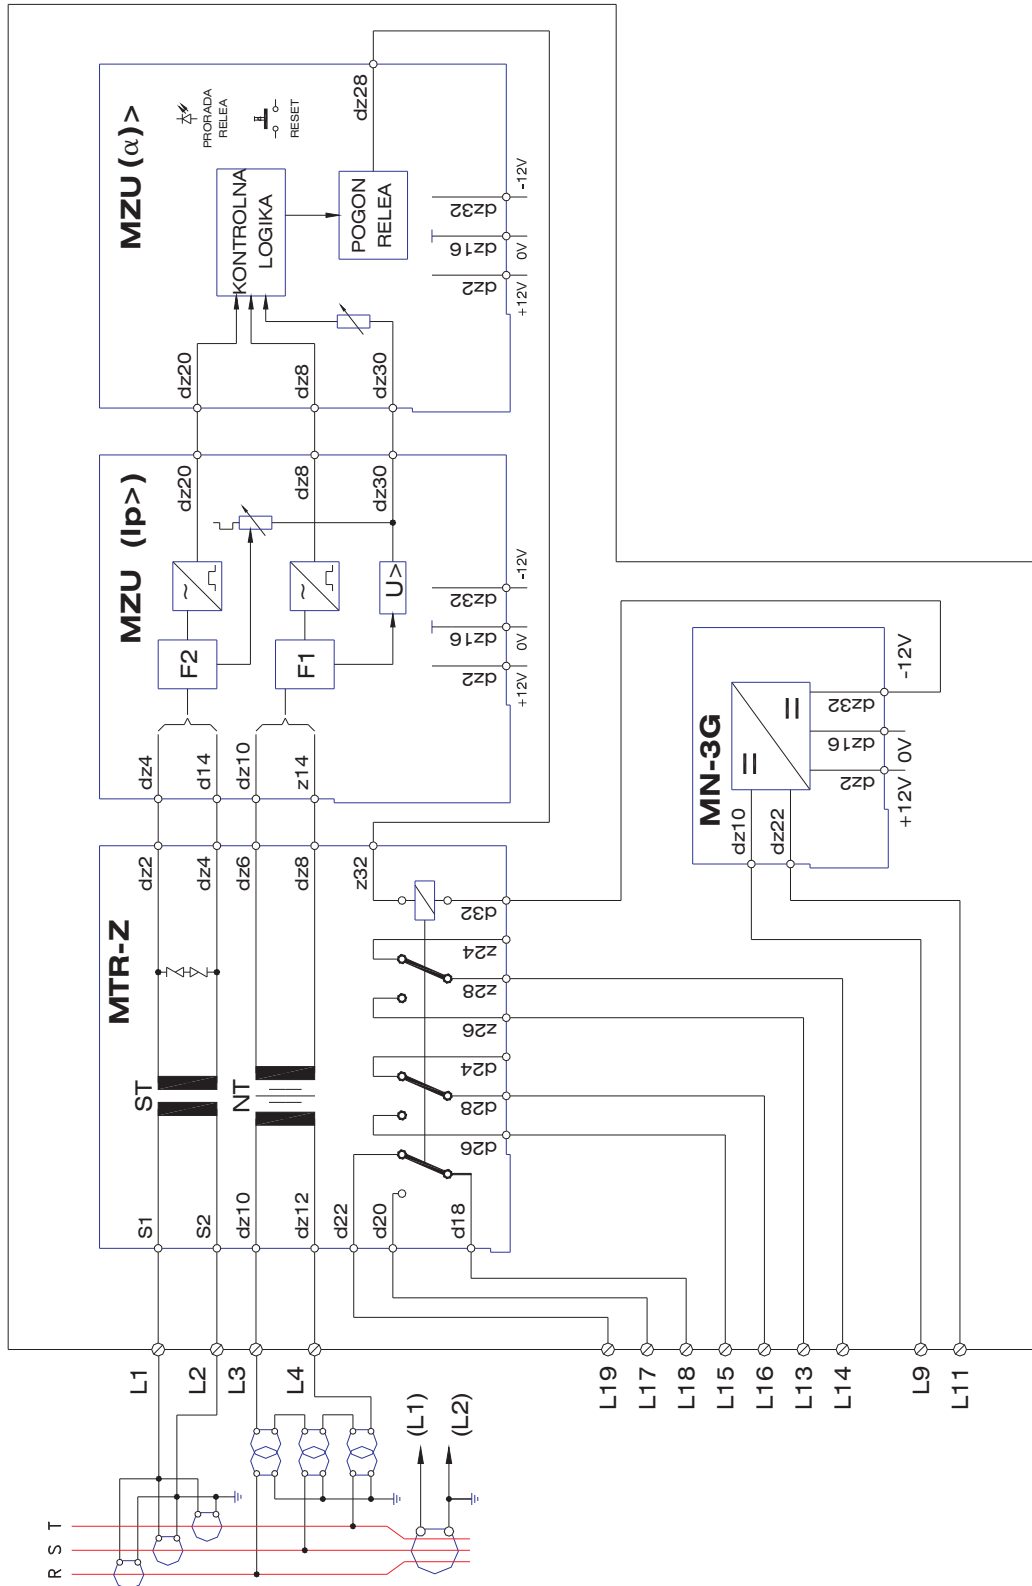 MZU (α)>
PRORADA
RELEA
RESET
KONTROLNA
LOGIKA
POGON
RELEA
dz28
dz20
dz8
dz30
dz32
dz16
dz2
-12V
0V
+12V
MZU (Ip>)
dz20
dz8
dz30
~
~
F2
F1
U>
dz4
d14
dz10
z14
dz32
dz16
dz2
-12V
0V
+12V
MTR-Z
dz2
dz4
dz6
dz8
z32
ST
NT
S1
S2
dz10
dz12
d22
d20
d18
d32
z24
z28
z26
d24
d28
d26
MN-3G
=
=
dz10
dz22
dz32
dz16
dz2
-12V
0V
+12V
L1
L2
L3
L4
L19
L17
L18
L15
L16
L13
L14
L9
L11
(L1)
(L2)
R S T